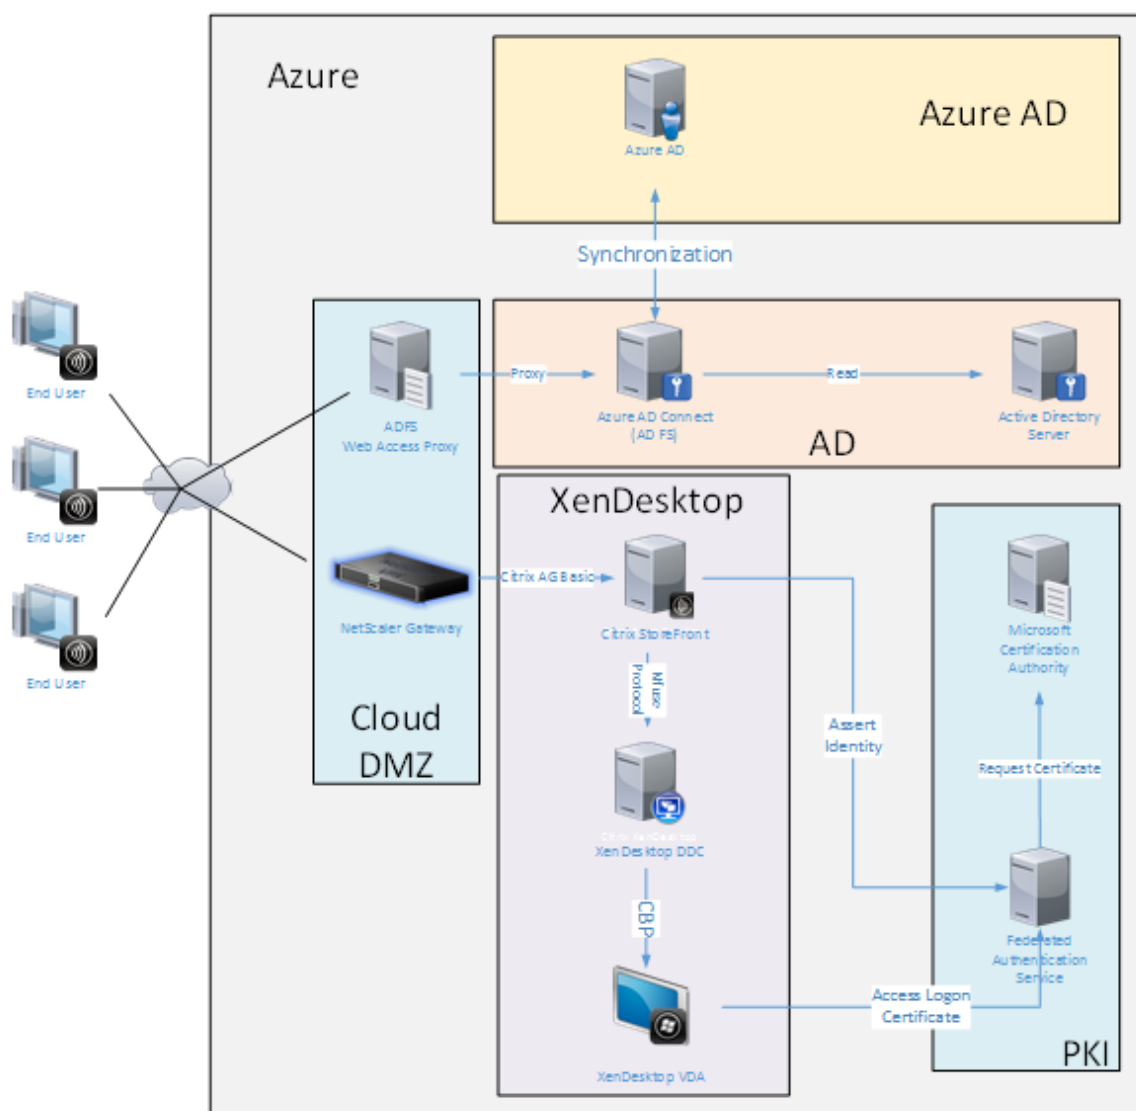 Azure
Azure AD
Azure AD
Synchronization
End User
ADFS
Web Access Proxy
Proxy
Azure AD Connect
(AD FS)
Read
Active Directory
Server
AD
End User
XenDesktop
NetScaler Gateway
Citrix AG Basic
Citrix StoreFront
Microsoft
Certification
Authority
End User
Nfuse
Protocol
Assert
Identity
Cloud
DMZ
Request Certificate
Citrix XenDesktop
XenDesktop DDC
CBP
Federated
Authentication
Service
Access Logon
Certificate
XenDesktop VDA
PKI